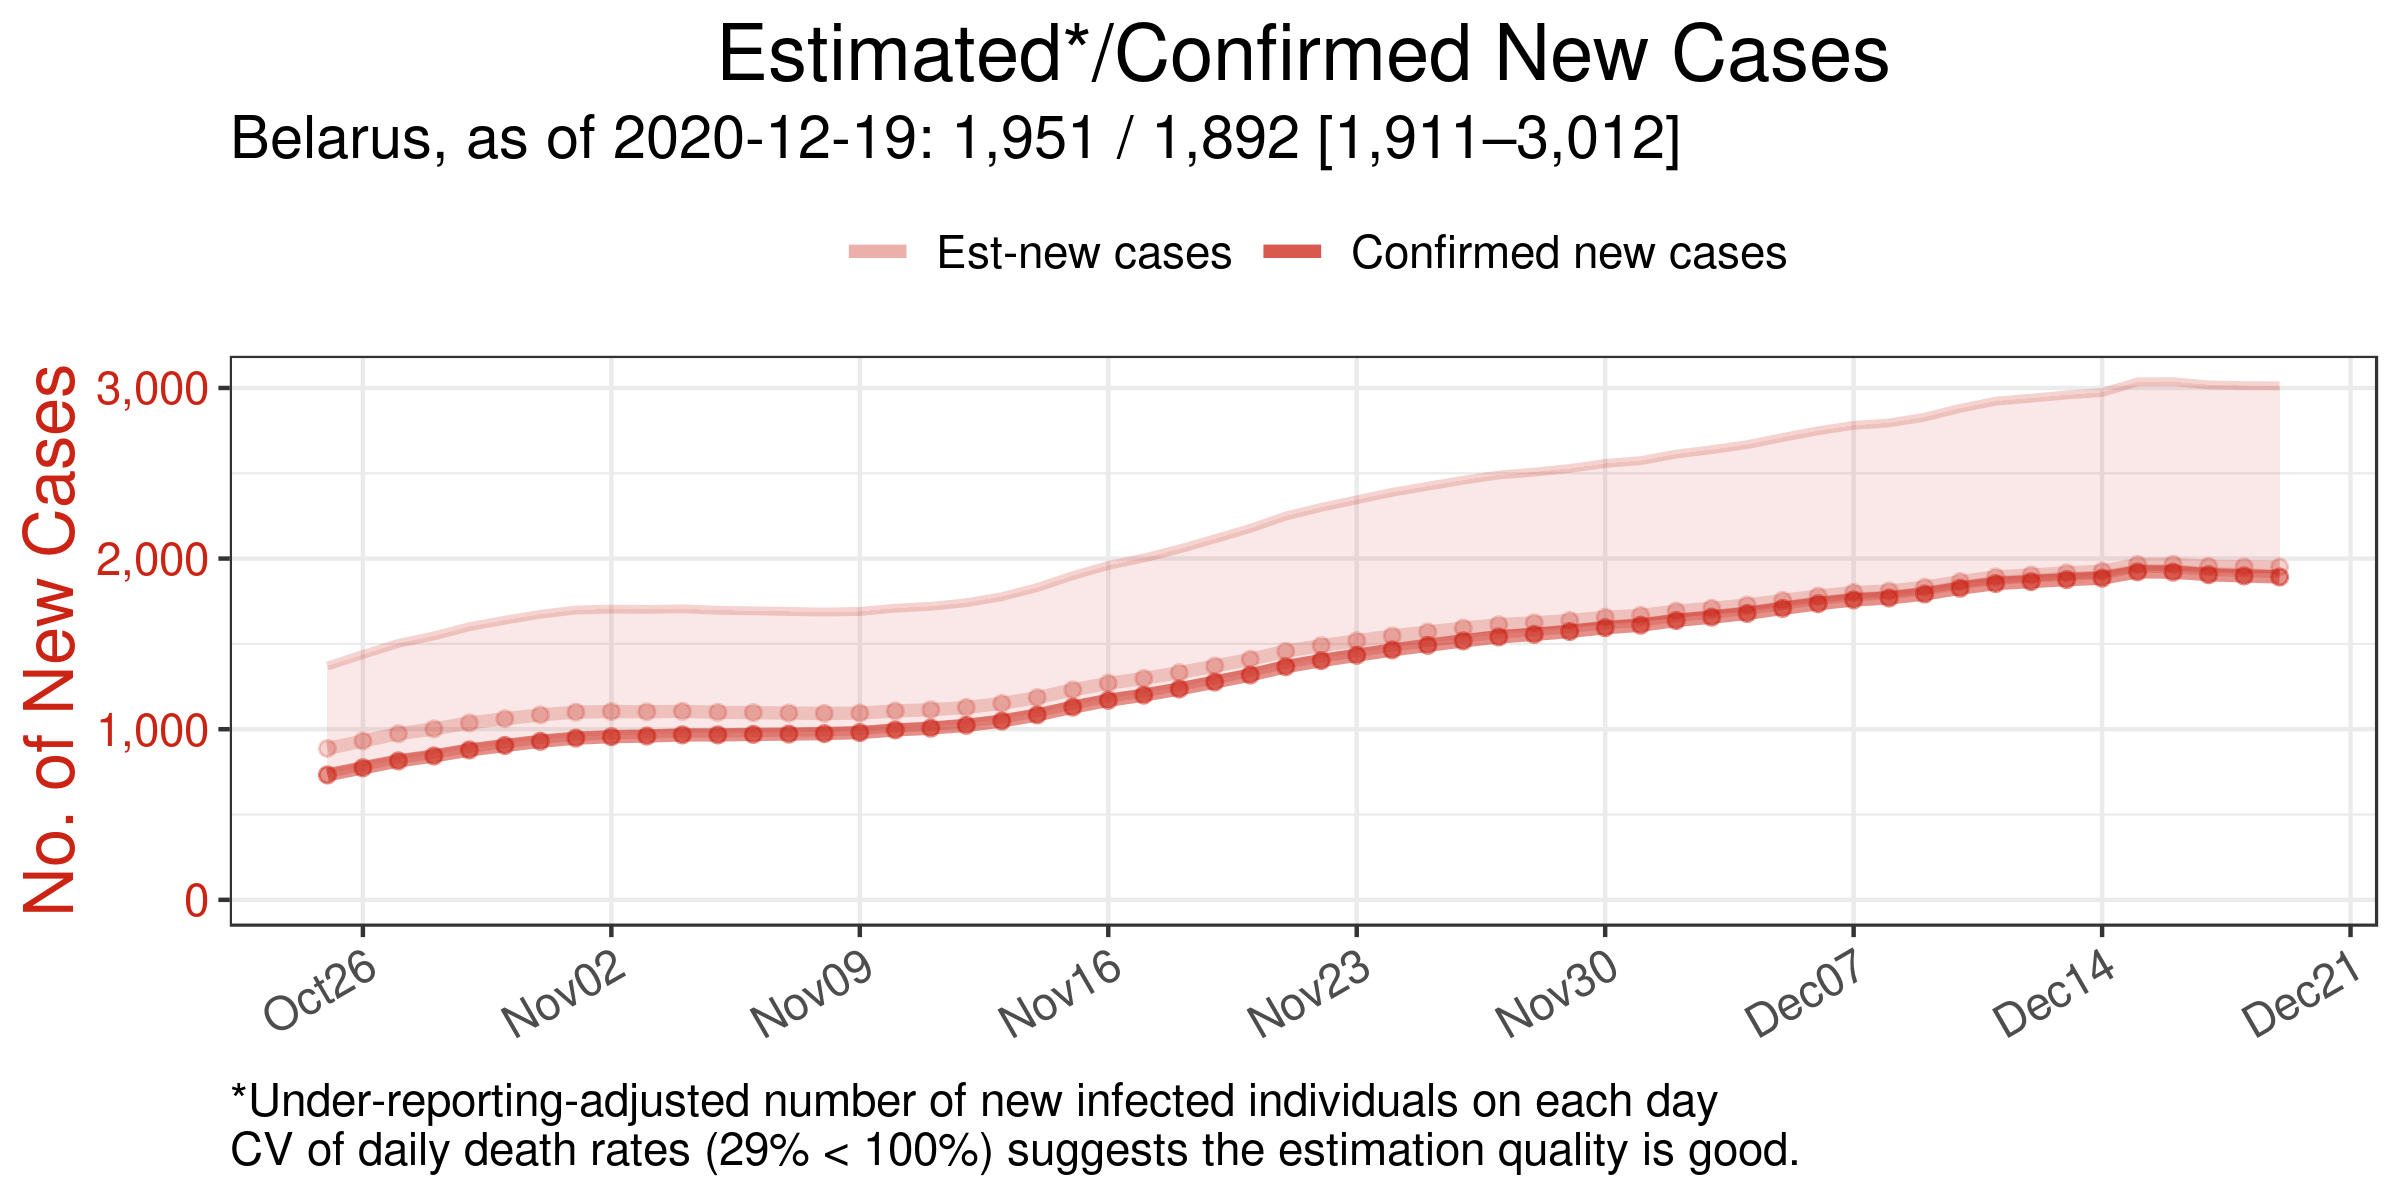 Estimated*/Confirmed New Cases
Belarus, as of 2020-12-19: 1,951 / 1,892 [1,911–3,012]
Est-new cases
Confirmed new cases
No. of New Cases
3,000
2,000
1,000
0
Oct26
Nov02
Nov09
Nov16
Nov23
Nov30
Dec07
Dec14
Dec21
*Under-reporting-adjusted number of new infected individuals on each day
CV of daily death rates (29% < 100%) suggests the estimation quality is good.